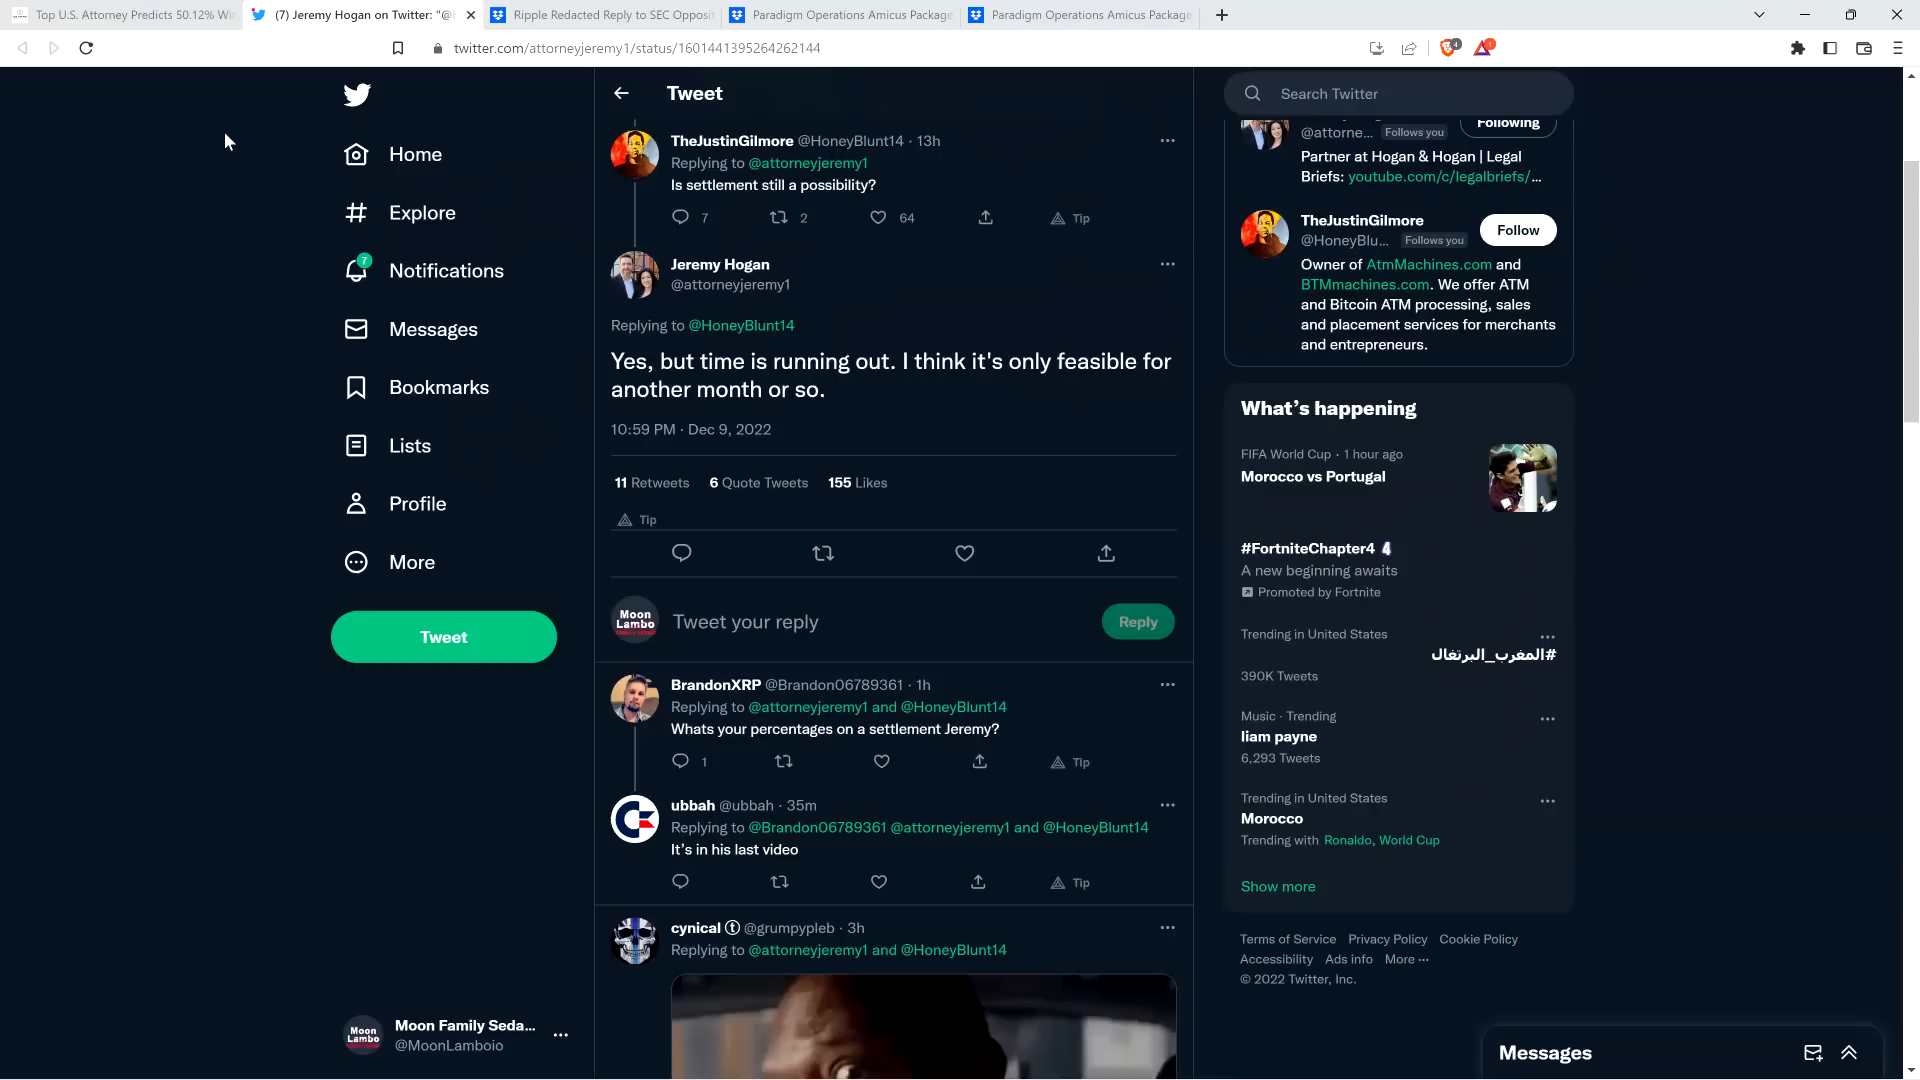 Top U.S. Attorney Predicts 50.12% Win
(7) Jeremy Hogan on Twitter: "@H
Ripple Redacted Reply to SEC Opposit
Paradigm Operations Amicus Package
Paradigm Operations Amicus Package
twitter.com/attorneyjeremy1/status/1601441395264262144
4
1
Home
Explore
7
Notifications
Messages
Bookmarks
Lists
Profile
More
Tweet
Moon Lambo
Moon Family Seda...
@MoonLamboio
Tweet
TheJustinGilmore @HoneyBlunt14 · 13h
Replying to @attorneyjeremy1
Is settlement still a possibility?
7 2 64 Tip
Jeremy Hogan
@attorneyjeremy1
Replying to @HoneyBlunt14
Yes, but time is running out. I think it's only feasible for
another month or so.
10:59 PM · Dec 9, 2022
11 Retweets 6 Quote Tweets 155 Likes
Tip
Moon Lambo
Tweet your reply
Reply
BrandonXRP @Brandon06789361 · 1h
Replying to @attorneyjeremy1 and @HoneyBlunt14
Whats your percentages on a settlement Jeremy?
1 Tip
ubbah @ubbah · 35m
Replying to @Brandon06789361 @attorneyjeremy1 and @HoneyBlunt14
It's in his last video
Tip
cynical ⓣ @grumpypleb · 3h
Replying to @attorneyjeremy1 and @HoneyBlunt14
Search Twitter
@attorne... Follows you
Following
Partner at Hogan & Hogan | Legal
Briefs: youtube.com/c/legalbriefs/...
TheJustinGilmore
@HoneyBlu... Follows you
Follow
Owner of AtmMachines.com and
BTMmachines.com. We offer ATM
and Bitcoin ATM processing, sales
and placement services for merchants
and entrepreneurs.
What's happening
FIFA World Cup · 1 hour ago
Morocco vs Portugal
#FortniteChapter4
A new beginning awaits
Promoted by Fortnite
Trending in United States
#المغرب_البرتغال
390K Tweets
Music · Trending
liam payne
6,293 Tweets
Trending in United States
Morocco
Trending with Ronaldo, World Cup
Show more
Terms of Service Privacy Policy Cookie Policy
Accessibility Ads info More ···
© 2022 Twitter, Inc.
Messages